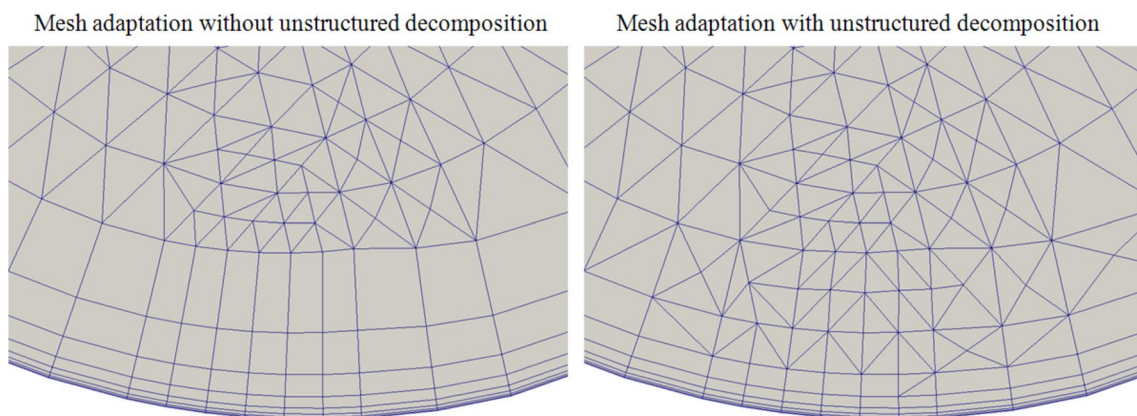 Mesh adaptation without unstructured decomposition
Mesh adaptation with unstructured decomposition